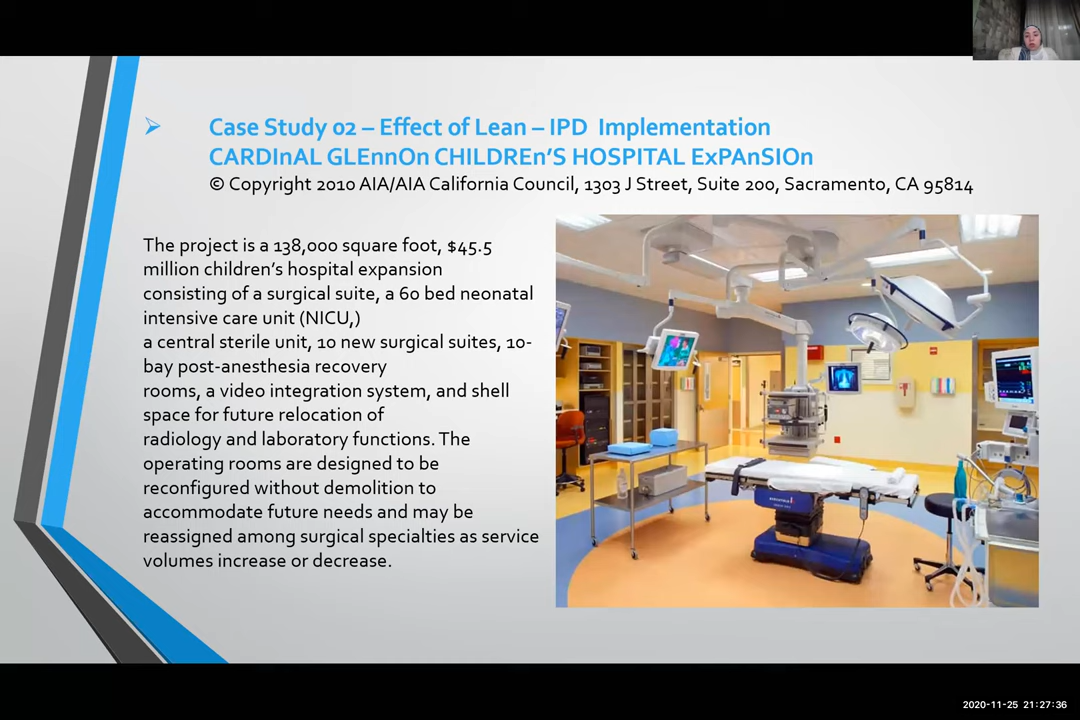 Case Study 02 – Effect of Lean – IPD Implementation
CARDInAL GLEnnOn CHILDREn’S HOSPITAL ExPAnSIOn
© Copyright 2010 AIA/AIA California Council, 1303 J Street, Suite 200, Sacramento, CA 95814
The project is a 138,000 square foot, $45.5
million children’s hospital expansion
consisting of a surgical suite, a 60 bed neonatal
intensive care unit (NICU,)
a central sterile unit, 10 new surgical suites, 10-
bay post-anesthesia recovery
rooms, a video integration system, and shell
space for future relocation of
radiology and laboratory functions. The
operating rooms are designed to be
reconfigured without demolition to
accommodate future needs and may be
reassigned among surgical specialties as service
volumes increase or decrease.
2020-11-25 21:27:36